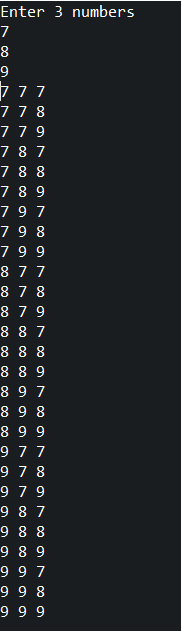 Enter 3 numbers
7
8
9
7 7 7
7 7 8
7 7 9
7 8 7
7 8 8
7 8 9
7 9 7
7 9 8
7 9 9
8 7 7
8 7 8
8 7 9
8 8 7
8 8 8
8 8 9
8 9 7
8 9 8
8 9 9
9 7 7
9 7 8
9 7 9
9 8 7
9 8 8
9 8 9
9 9 7
9 9 8
9 9 9